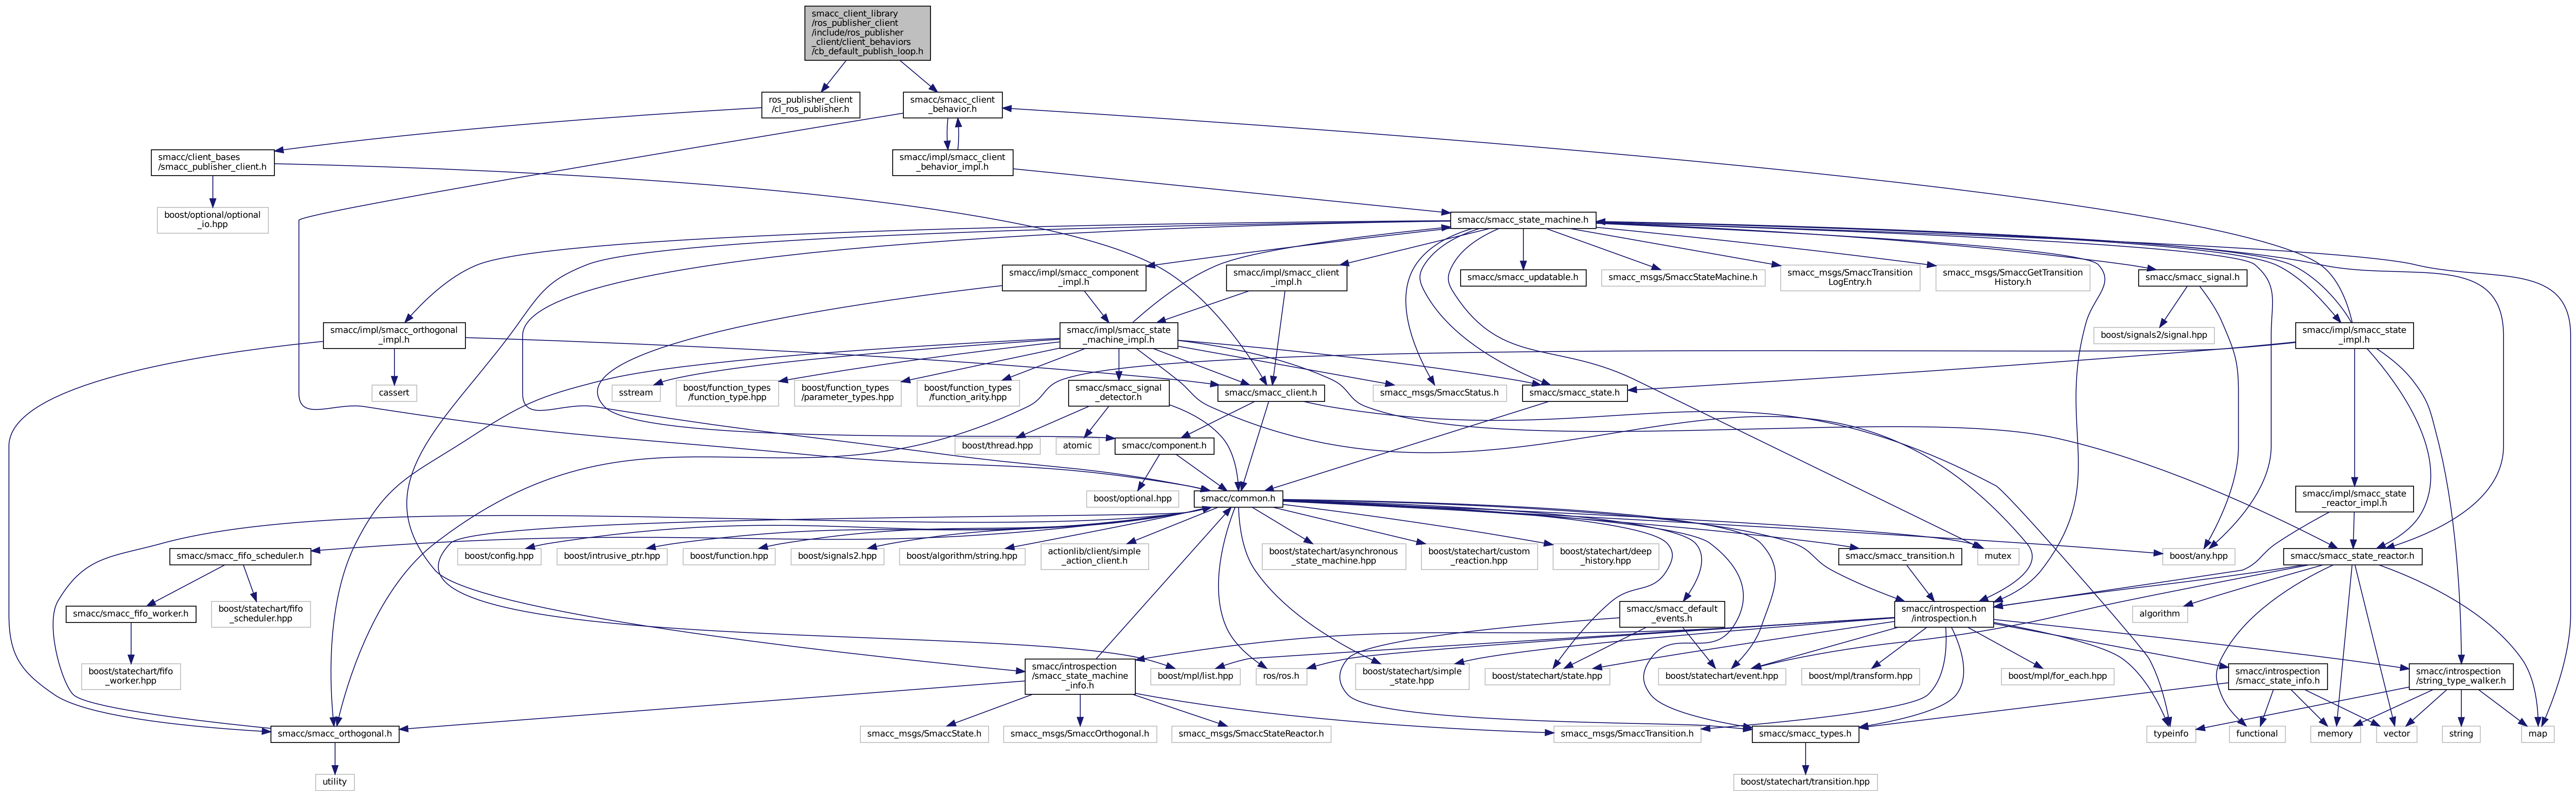 smacc_client_library
/ros_publisher_client
/include/ros_publisher
_client/client_behaviors
/cb_default_publish_loop.h
ros_publisher_client
/cl_ros_publisher.h
smacc/smacc_client
_behavior.h
smacc/client_bases
/smacc_publisher_client.h
smacc/impl/smacc_client
_behavior_impl.h
boost/optional/optional
_io.hpp
smacc/smacc_state_machine.h
smacc/impl/smacc_component
_impl.h
smacc/impl/smacc_client
_impl.h
smacc/smacc_updatable.h
smacc_msgs/SmaccStateMachine.h
smacc_msgs/SmaccTransition
LogEntry.h
smacc_msgs/SmaccGetTransition
History.h
smacc/smacc_signal.h
smacc/impl/smacc_orthogonal
_impl.h
smacc/impl/smacc_state
_machine_impl.h
boost/signals2/signal.hpp
smacc/impl/smacc_state
_impl.h
cassert
sstream
boost/function_types
/function_type.hpp
boost/function_types
/parameter_types.hpp
boost/function_types
/function_arity.hpp
smacc/smacc_signal
_detector.h
smacc/smacc_client.h
smacc_msgs/SmaccStatus.h
smacc/smacc_state.h
boost/thread.hpp
atomic
smacc/component.h
boost/optional.hpp
smacc/common.h
smacc/impl/smacc_state
_reactor_impl.h
smacc/smacc_fifo_scheduler.h
boost/config.hpp
boost/intrusive_ptr.hpp
boost/function.hpp
boost/signals2.hpp
boost/algorithm/string.hpp
actionlib/client/simple
_action_client.h
boost/statechart/asynchronous
_state_machine.hpp
boost/statechart/custom
_reaction.hpp
boost/statechart/deep
_history.hpp
smacc/smacc_transition.h
mutex
boost/any.hpp
smacc/smacc_state_reactor.h
smacc/smacc_fifo_worker.h
boost/statechart/fifo
_scheduler.hpp
smacc/smacc_default
_events.h
smacc/introspection
/introspection.h
algorithm
boost/statechart/fifo
_worker.hpp
smacc/introspection
/smacc_state_machine
_info.h
boost/mpl/list.hpp
ros/ros.h
boost/statechart/simple
_state.hpp
boost/statechart/state.hpp
boost/statechart/event.hpp
boost/mpl/transform.hpp
boost/mpl/for_each.hpp
smacc/introspection
/smacc_state_info.h
smacc/introspection
/string_type_walker.h
smacc/smacc_orthogonal.h
smacc_msgs/SmaccState.h
smacc_msgs/SmaccOrthogonal.h
smacc_msgs/SmaccStateReactor.h
smacc_msgs/SmaccTransition.h
smacc/smacc_types.h
typeinfo
functional
memory
vector
string
map
utility
boost/statechart/transition.hpp